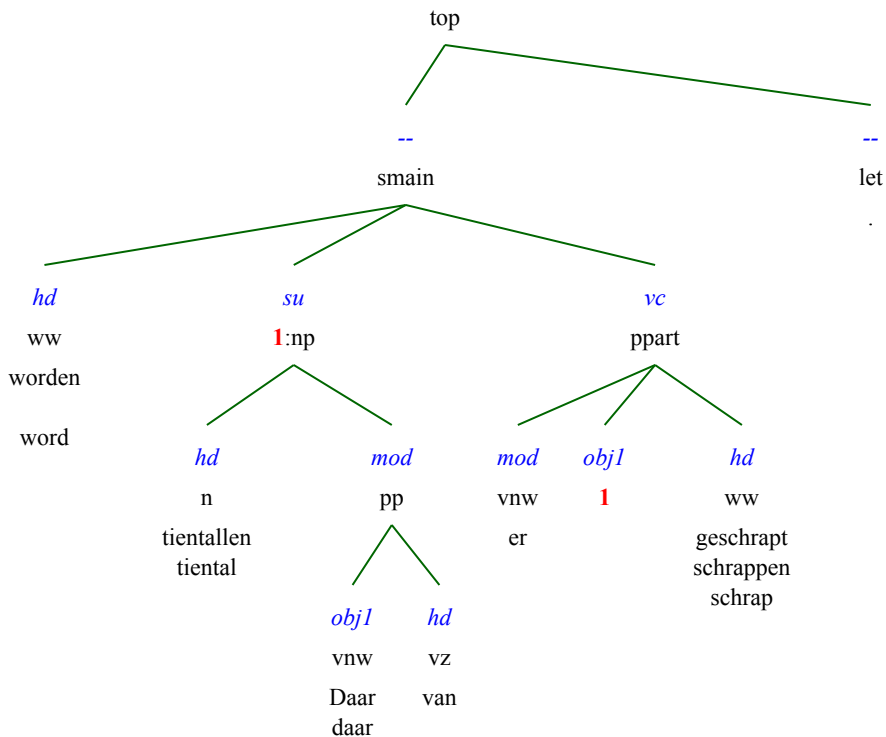 top
-- --
smain let
.
hd su vc
ww 1:np ppart
worden
word
hd mod mod obj1 hd
n pp vnw 1 ww
tientallen er geschrapt
tiental schrappen
schrap
obj1 hd
vnw vz
Daar van
daar